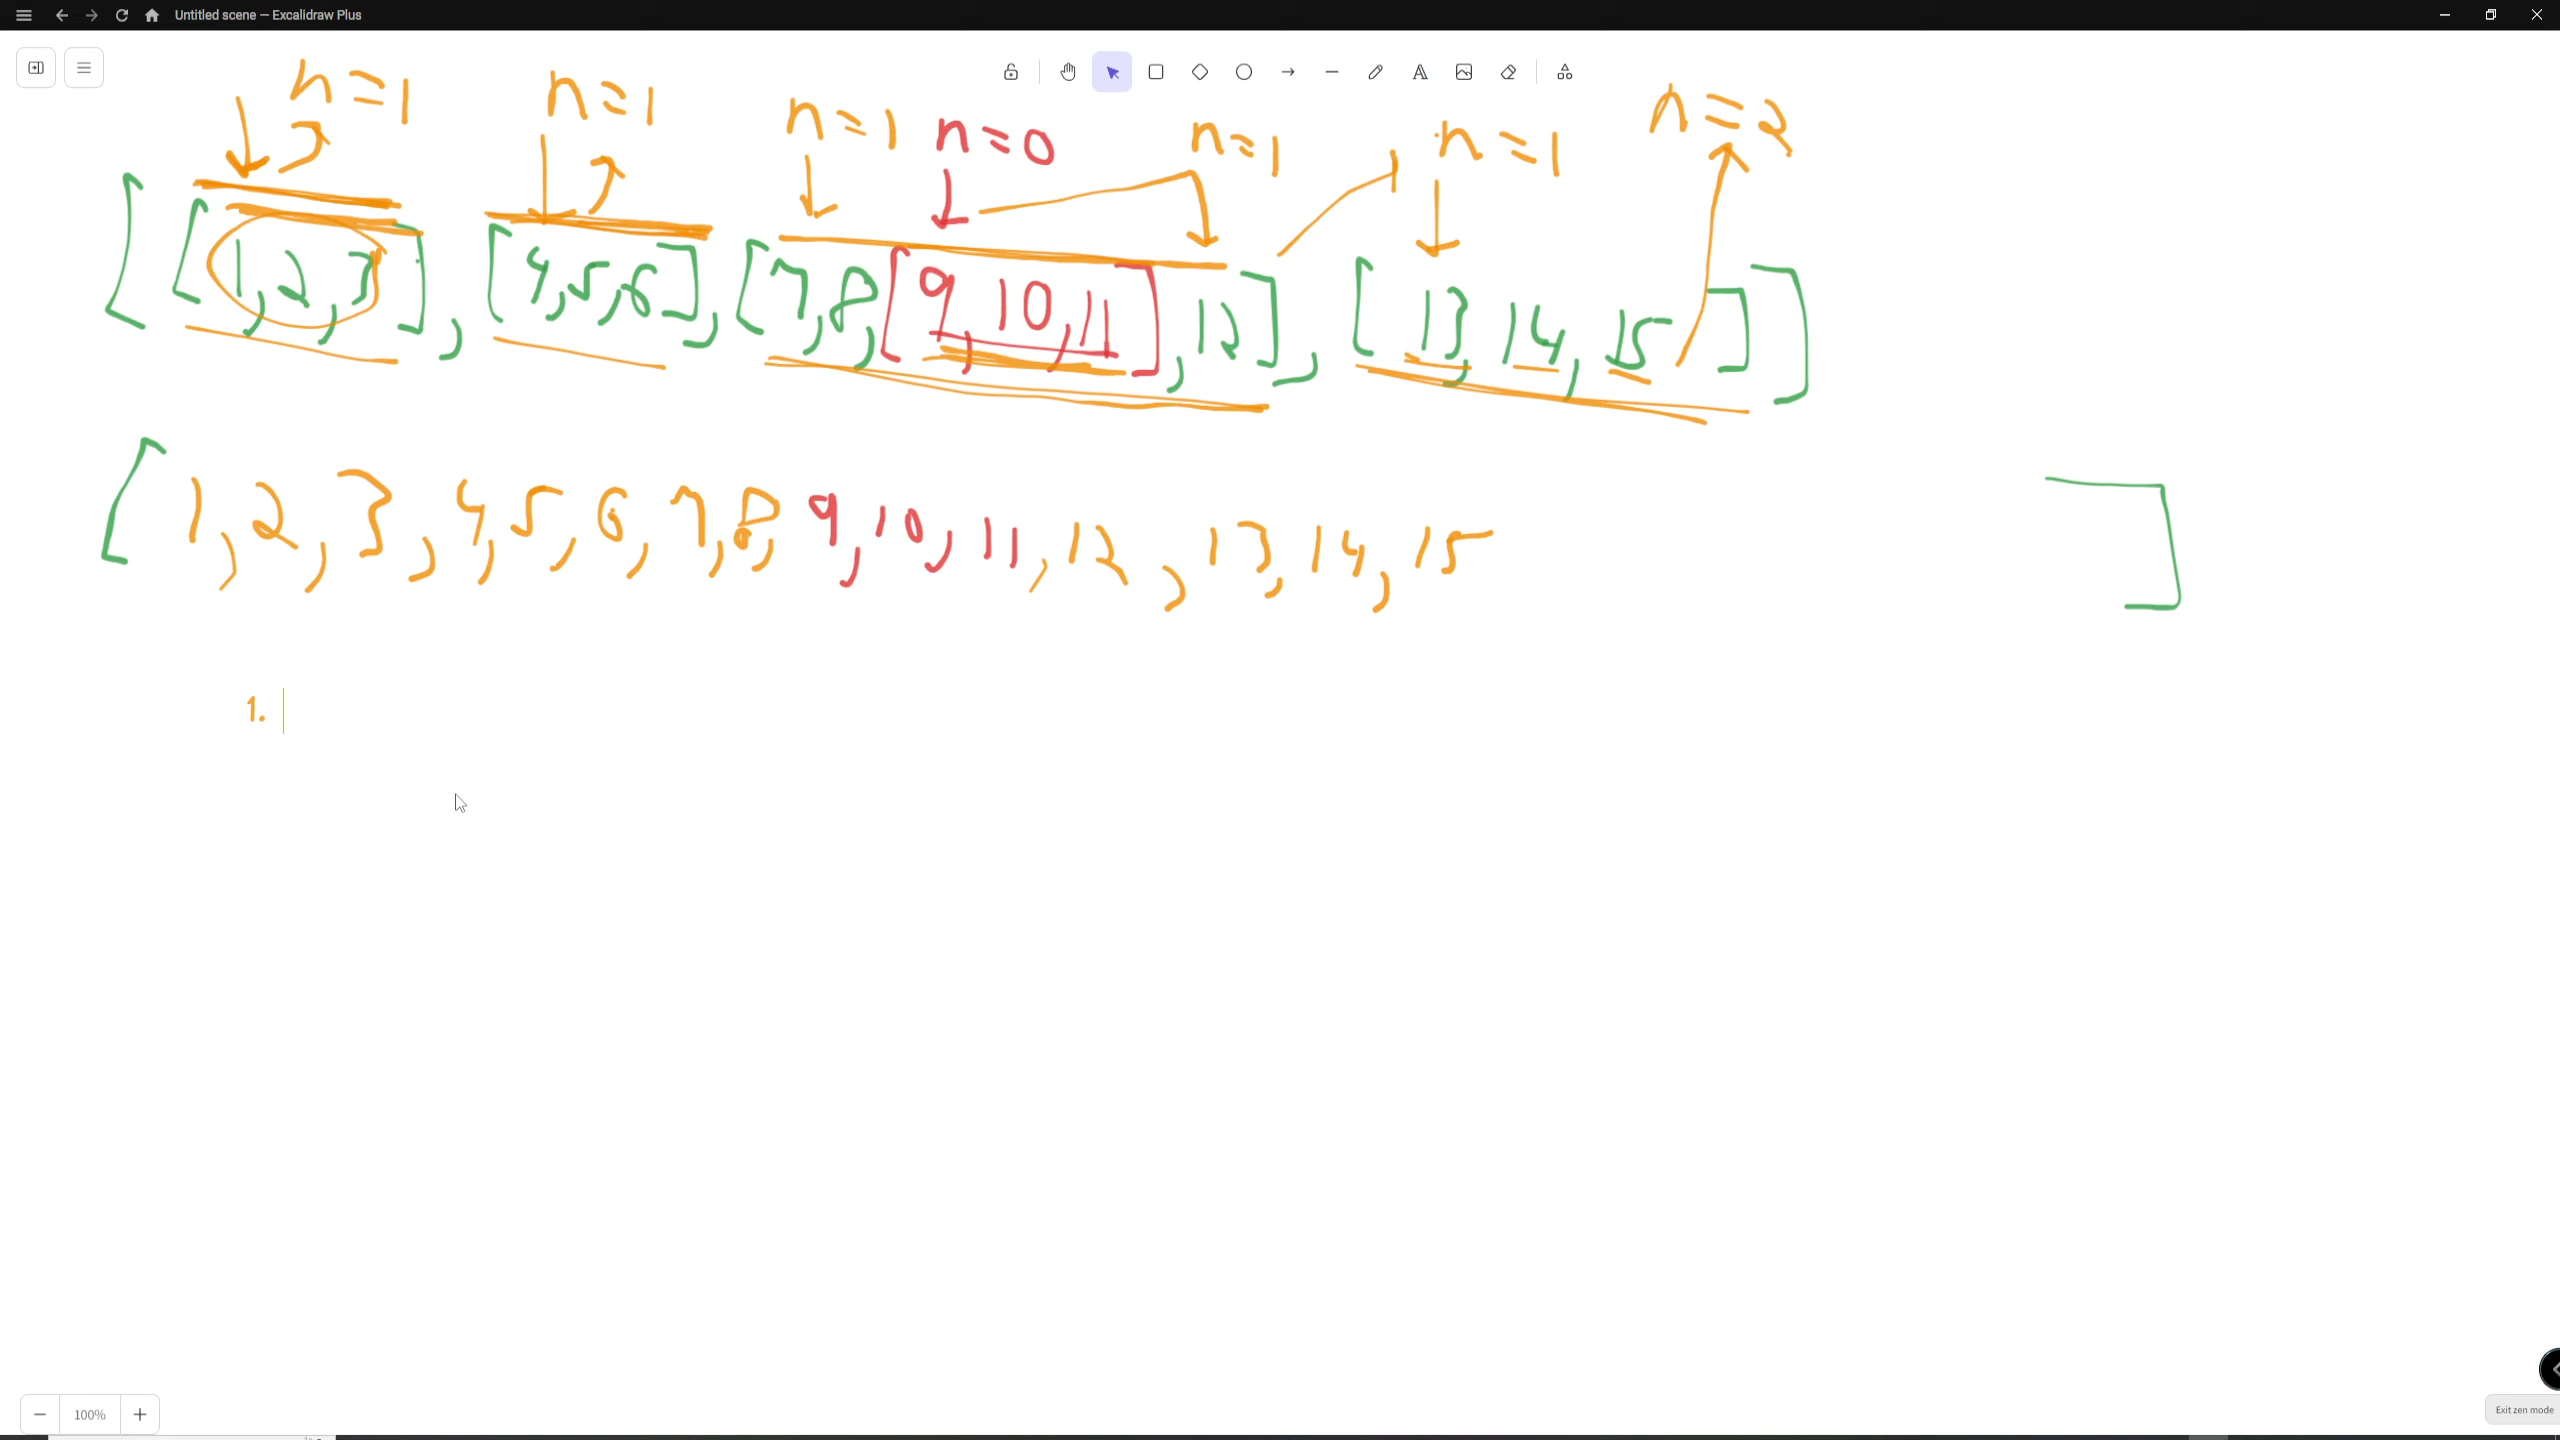 Untitled scene — Excalidraw Plus
n=1 n=1 n=1 n=0 n=1 n=1 n=2
[[1,2,3],[4,5,6],[7,8,[9,10,11],12],[13,14,15]]
[1,2,3,4,5,6,7,8,9,10,11,12,13,14,15]
1.
100%
Exit zen mode